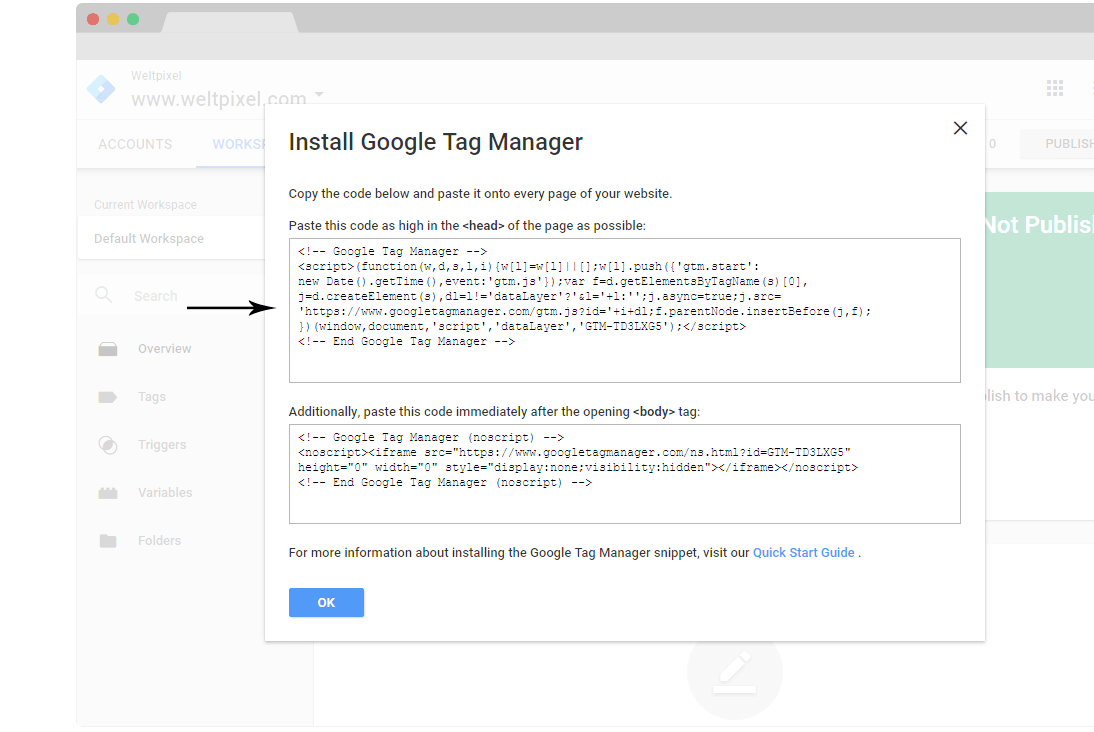 Weltpixel
www.weltpixel.com
ACCOUNTS
0
PUBLISH
Install Google Tag Manager
Copy the code below and paste it onto every page of your website.
Paste this code as high in the <head> of the page as possible:
<!-- Google Tag Manager -->
<script>(function(w,d,s,l,i){w[l]=w[l]||[];w[l].push({'gtm.start':
new Date().getTime(),event:'gtm.js'});var f=d.getElementsByTagName(s)[0],
j=d.createElement(s),dl=l!='dataLayer'?'&l='+l:'';j.async=true;j.src=
'https://www.googletagmanager.com/gtm.js?id='+i+dl;f.parentNode.insertBefore(j,f);
})(window,document,'script','dataLayer','GTM-TD3LXG5');</script>
<!-- End Google Tag Manager -->
Additionally, paste this code immediately after the opening <body> tag:
<!-- Google Tag Manager (noscript) -->
<noscript><iframe src="https://www.googletagmanager.com/ns.html?id=GTM-TD3LXG5"
height="0" width="0" style="display:none;visibility:hidden"></iframe></noscript>
<!-- End Google Tag Manager (noscript) -->
For more information about installing the Google Tag Manager snippet, visit our Quick Start Guide .
OK
Current Workspace
Default Workspace
Search
Overview
Tags
Triggers
Variables
Folders
Not Publis
lish to make you